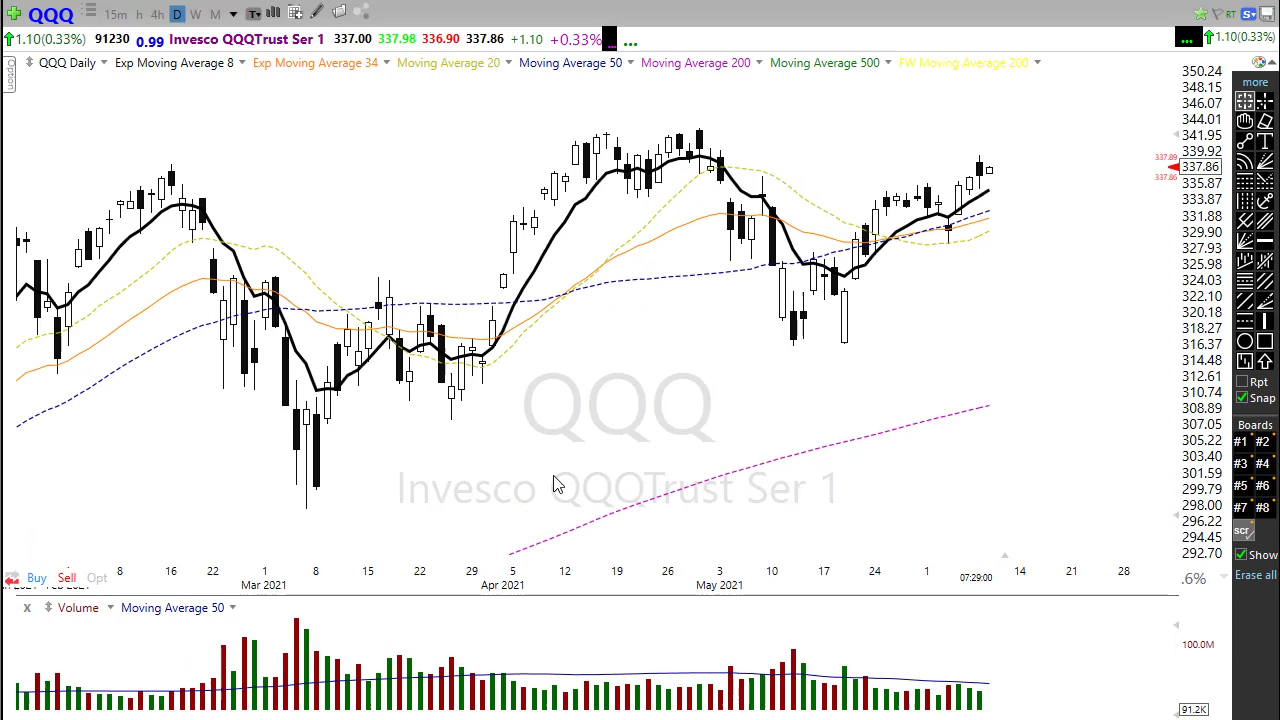 QQQ 15m h 4h D W M T
RT S
1.10(0.33%) 91230 0.99 Invesco QQQTrust Ser 1 337.00 337.98 336.90 337.86 +1.10 +0.33% ... ... ... 1.10(0.33%)
Option
QQQ Daily Exp Moving Average 8 Exp Moving Average 34 Moving Average 20 Moving Average 50 Moving Average 200 Moving Average 500 FW Moving Average 200
350.24
348.15
346.07
344.01
341.95
339.92
337.89
337.86
337.86
335.87
333.87
331.88
329.90
327.93
325.98
324.03
322.10
320.18
318.27
316.37
314.48
312.61
310.74
308.89
307.05
305.22
303.40
301.59
299.79
298.00
296.22
294.45
292.70
more
T
Rpt
Snap
Boards
#1 #2
#3 #4
#5 #6
#7 #8
scr
Show
Erase all
QQQ
Invesco QQQTrust Ser 1
8 16 22 8 15 22 29 5 12 19 26 3 10 17 24 1 14 21 28
Mar 2021 Apr 2021 May 2021 07:29:00
Buy Sell Opt
.6%
x Volume Moving Average 50
100.0M
91.2K